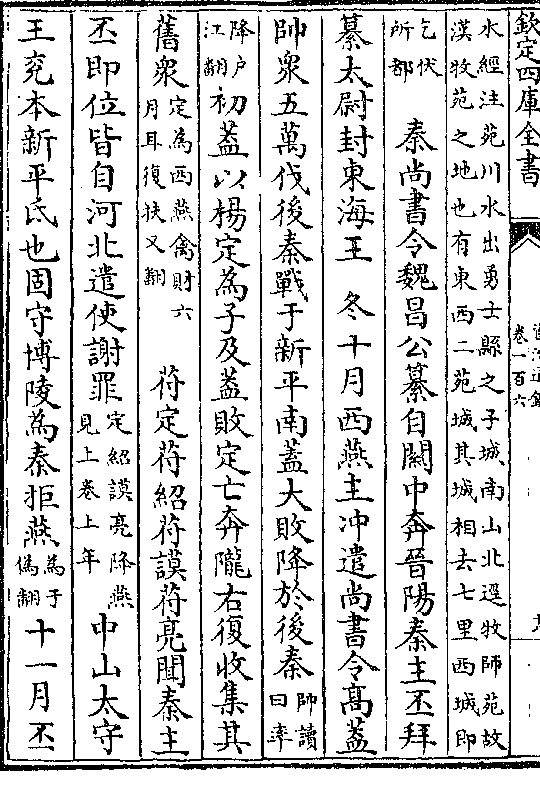 欽定四庫全書
卷一百六
水經注苑川水出勇士縣之子城南山北逕牧師苑故
漢牧苑之地也有東西二苑城其城相去七里西城即
乞伏
所都
秦尚書令魏昌公纂自關中奔晉陽秦主丕拜
纂太尉封東海王　冬十月西燕主沖遣尚書令高蓋
帥衆五萬伐後秦戰于新平南蓋大敗降於後秦帥讀
曰率
降户
江翻初蓋以楊定為子及蓋敗定亡奔隴右復收集其
舊衆定為西燕禽財六
月耳復扶又翻
苻定苻紹苻謨苻亮聞秦主
丕即位皆自河北遣使謝罪定紹謨亮降燕
見上卷上年
中山太守
王兖本新平氐也固守博陵為秦拒燕為于
偽翻
十一月丕